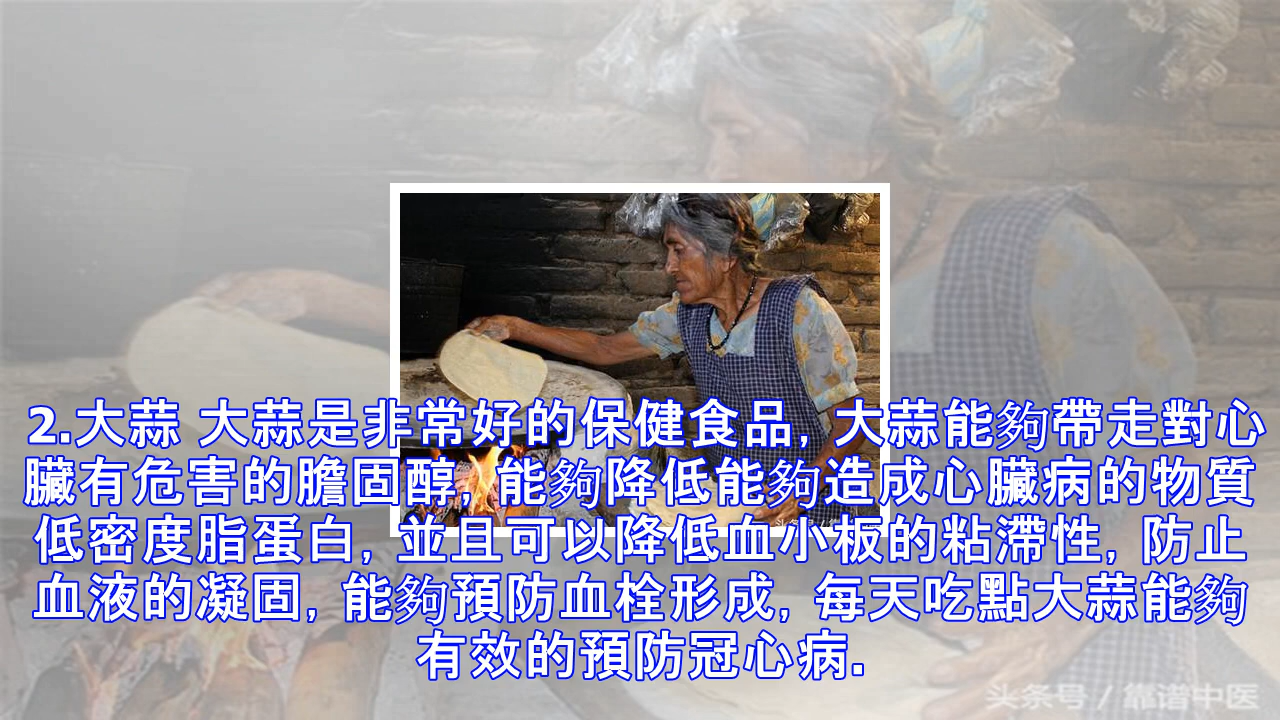 2.大蒜 大蒜是非常好的保健食品, 大蒜能夠帶走對心
臟有危害的膽固醇, 能夠降低能夠造成心臟病的物質
低密度脂蛋白, 並且可以降低血小板的粘滯性, 防止
血液的凝固, 能夠預防血栓形成, 每天吃點大蒜能夠
有效的預防冠心病.
头条号 / 靠谱中医